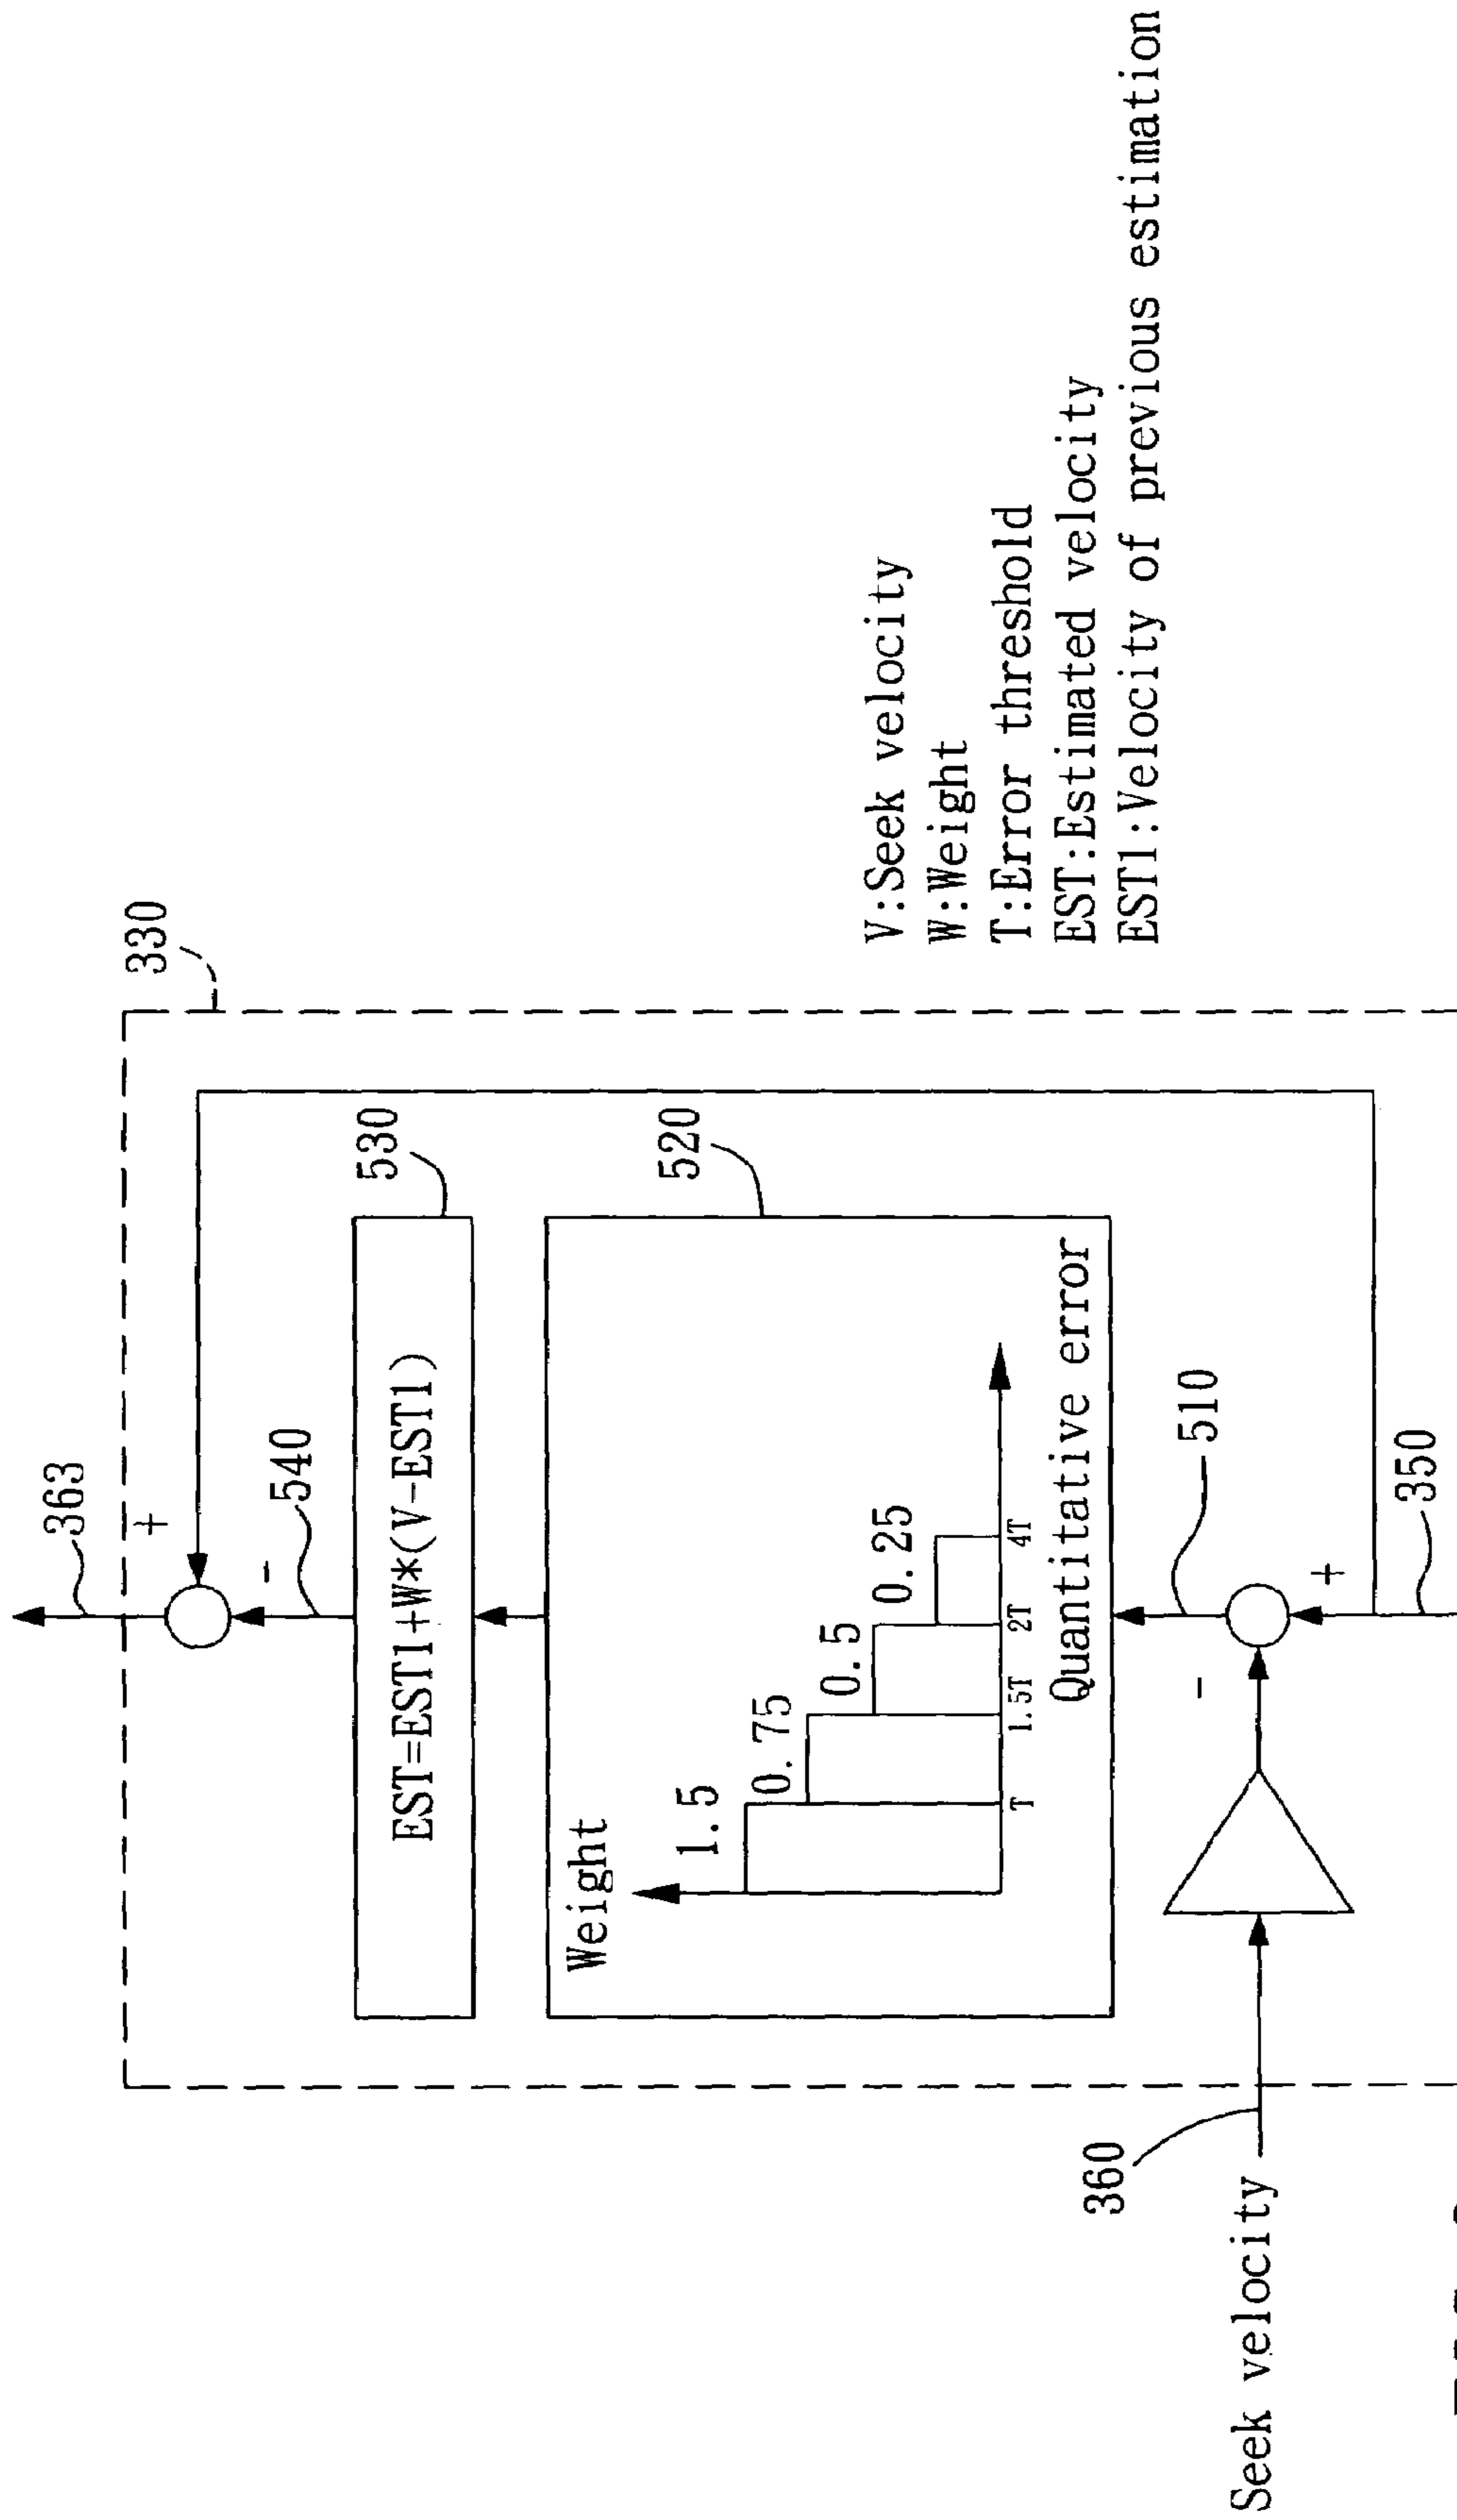 363
330
+
-
540
530
EST=EST1+W*(V-EST1)
520
Weight
1.5
0.75
0.5
0.25
T
1.5T
2T
4T
Quantitative error
510
-
+
350
360
Seek velocity
V:Seek velocity
W:Weight
T:Error threshold
EST:Estimated velocity
EST1:Velocity of previous estimation